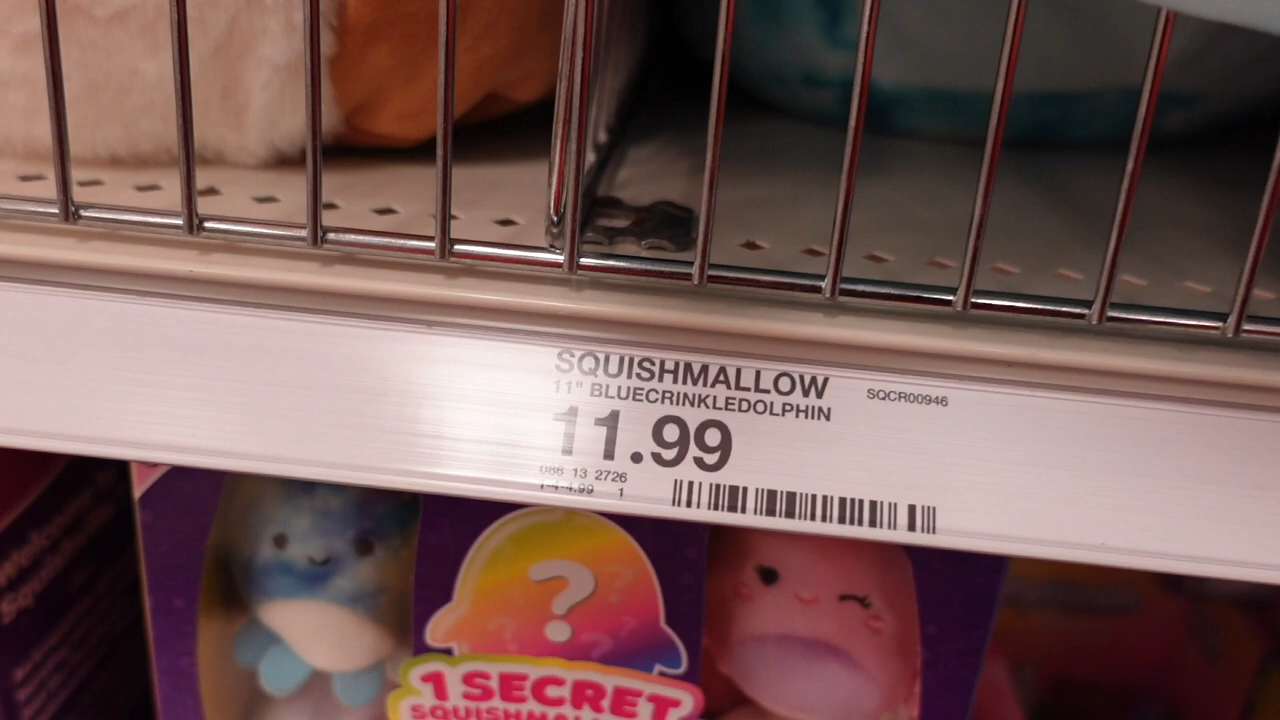 SQUISHMALLOW
11" BLUECRINKLEDOLPHIN
SQCR00946
11.99
086 13 2726
1-4-4.99 1
1 SECRET